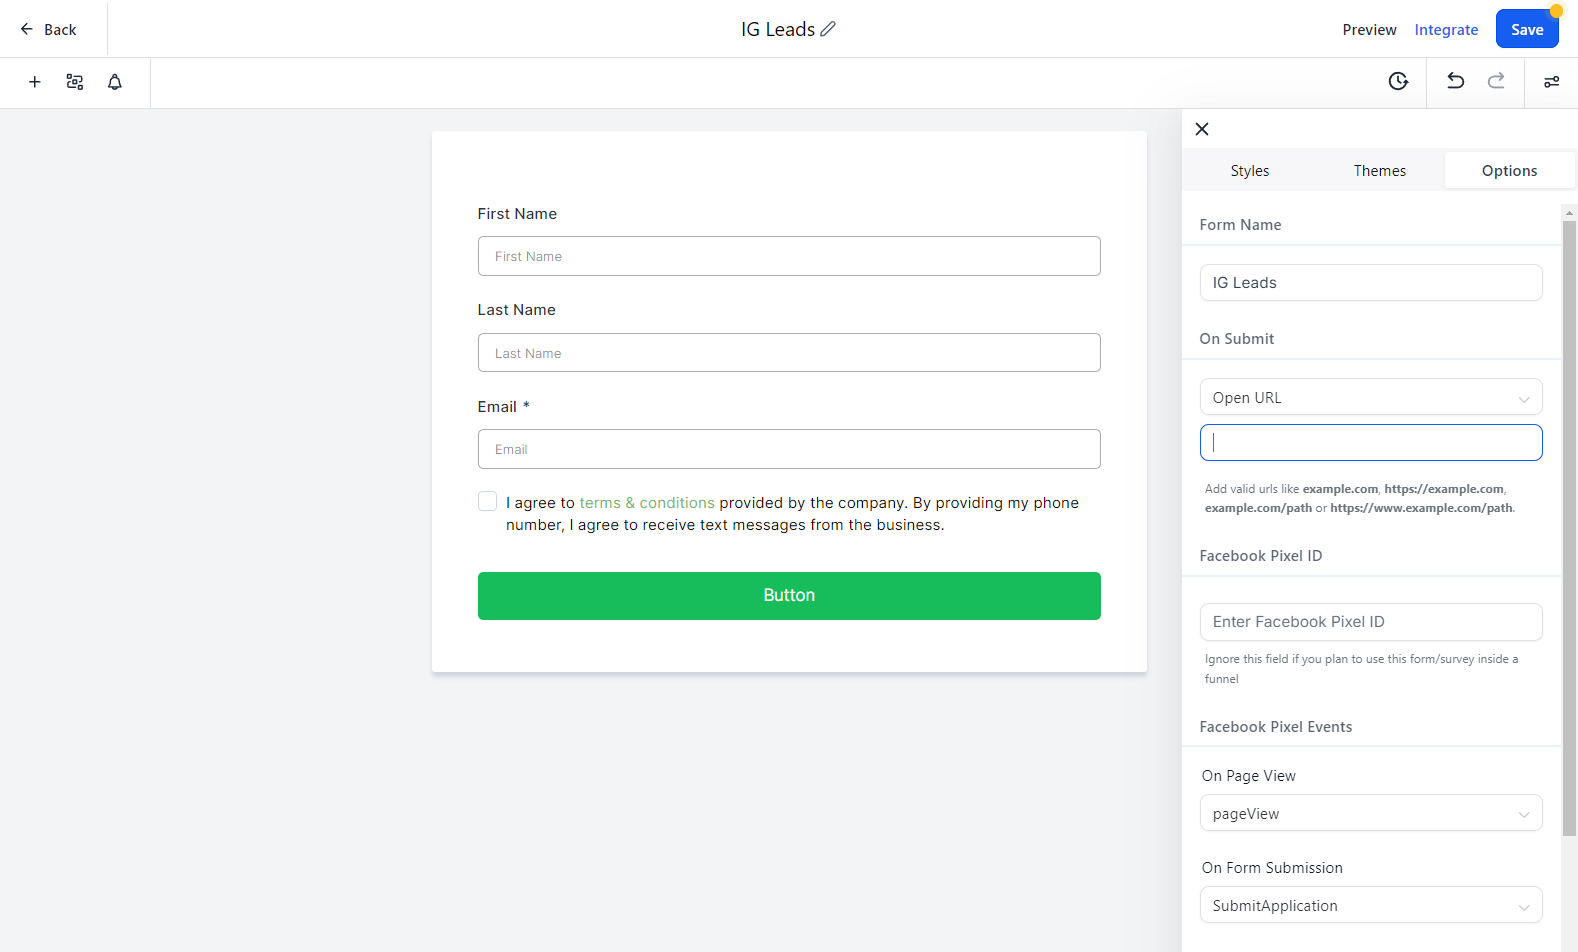 Back
IG Leads
Preview
Integrate
Save
Styles
Themes
Options
First Name
First Name
Last Name
Last Name
Email *
Email
I agree to terms & conditions provided by the company. By providing my phone
number, I agree to receive text messages from the business.
Button
Form Name
IG Leads
On Submit
Open URL
Add valid urls like example.com, https://example.com,
example.com/path or https://www.example.com/path.
Facebook Pixel ID
Enter Facebook Pixel ID
Ignore this field if you plan to use this form/survey inside a
funnel
Facebook Pixel Events
On Page View
pageView
On Form Submission
SubmitApplication